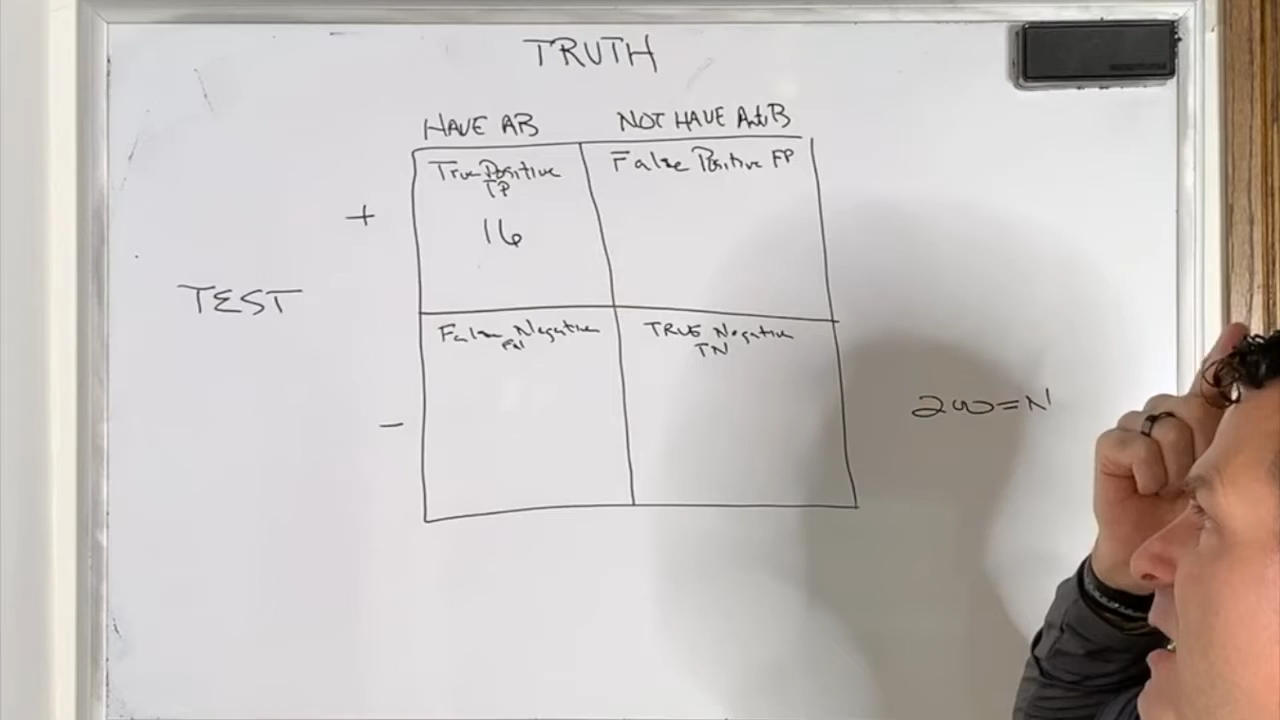 TRUTH
HAVE AB NOT HAVE AntiB
True Positive
TP
False Positive FP
+
16
TEST
False Negative
FN
TRUE Negative
TN
-
200=N